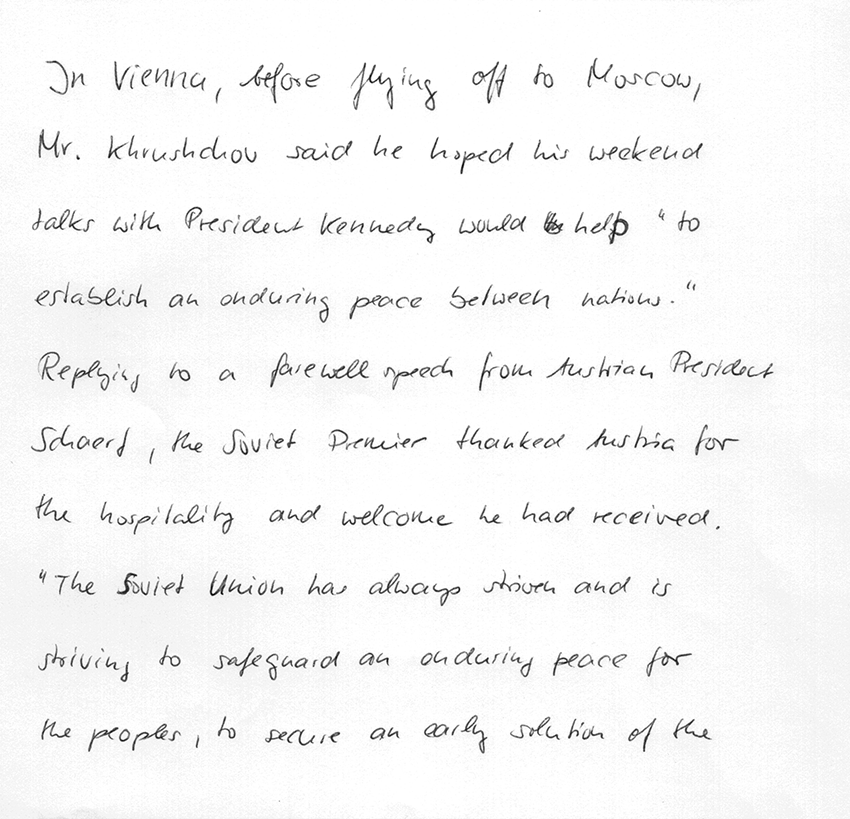 In Vienna, before flying off to Moscow,
Mr. Khrushchov said he hoped his weekend
talks with President Kennedy would help "to
establish an enduring peace between nations."
Replying to a farewell speech from Austrian President
Schaerf, the Soviet Premier thanked Austria for
the hospitality and welcome he had received.
"The Soviet Union has always striven and is
striving to safeguard an enduring peace for
the peoples, to secure an early solution of the